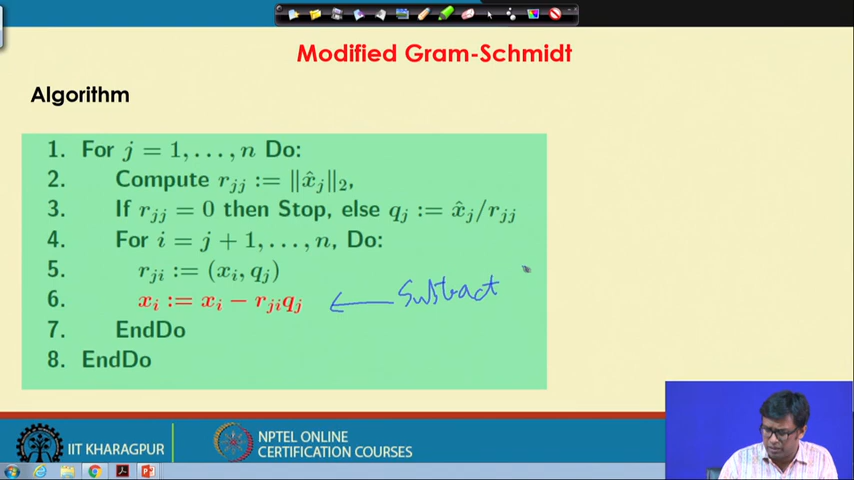 Modified Gram-Schmidt
Algorithm
1. For j = 1, . . . , n Do:
2. Compute r_jj := ‖x̂_j‖_2,
3. If r_jj = 0 then Stop, else q_j := x̂_j/r_jj
4. For i = j + 1, . . . , n, Do:
5. r_ji := (x_i, q_j)
6. x_i := x_i − r_ji q_j ← Subtract
7. EndDo
8. EndDo
IIT KHARAGPUR
NPTEL ONLINE
CERTIFICATION COURSES